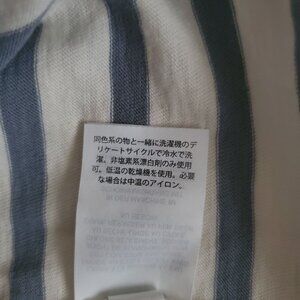 同色系の物と一緒に洗濯機のデ
リケートサイクルで冷水で洗
濯。非塩素系漂白剤のみ使用
可。低温の乾燥機を使用。必要
な場合は中温のアイロン。